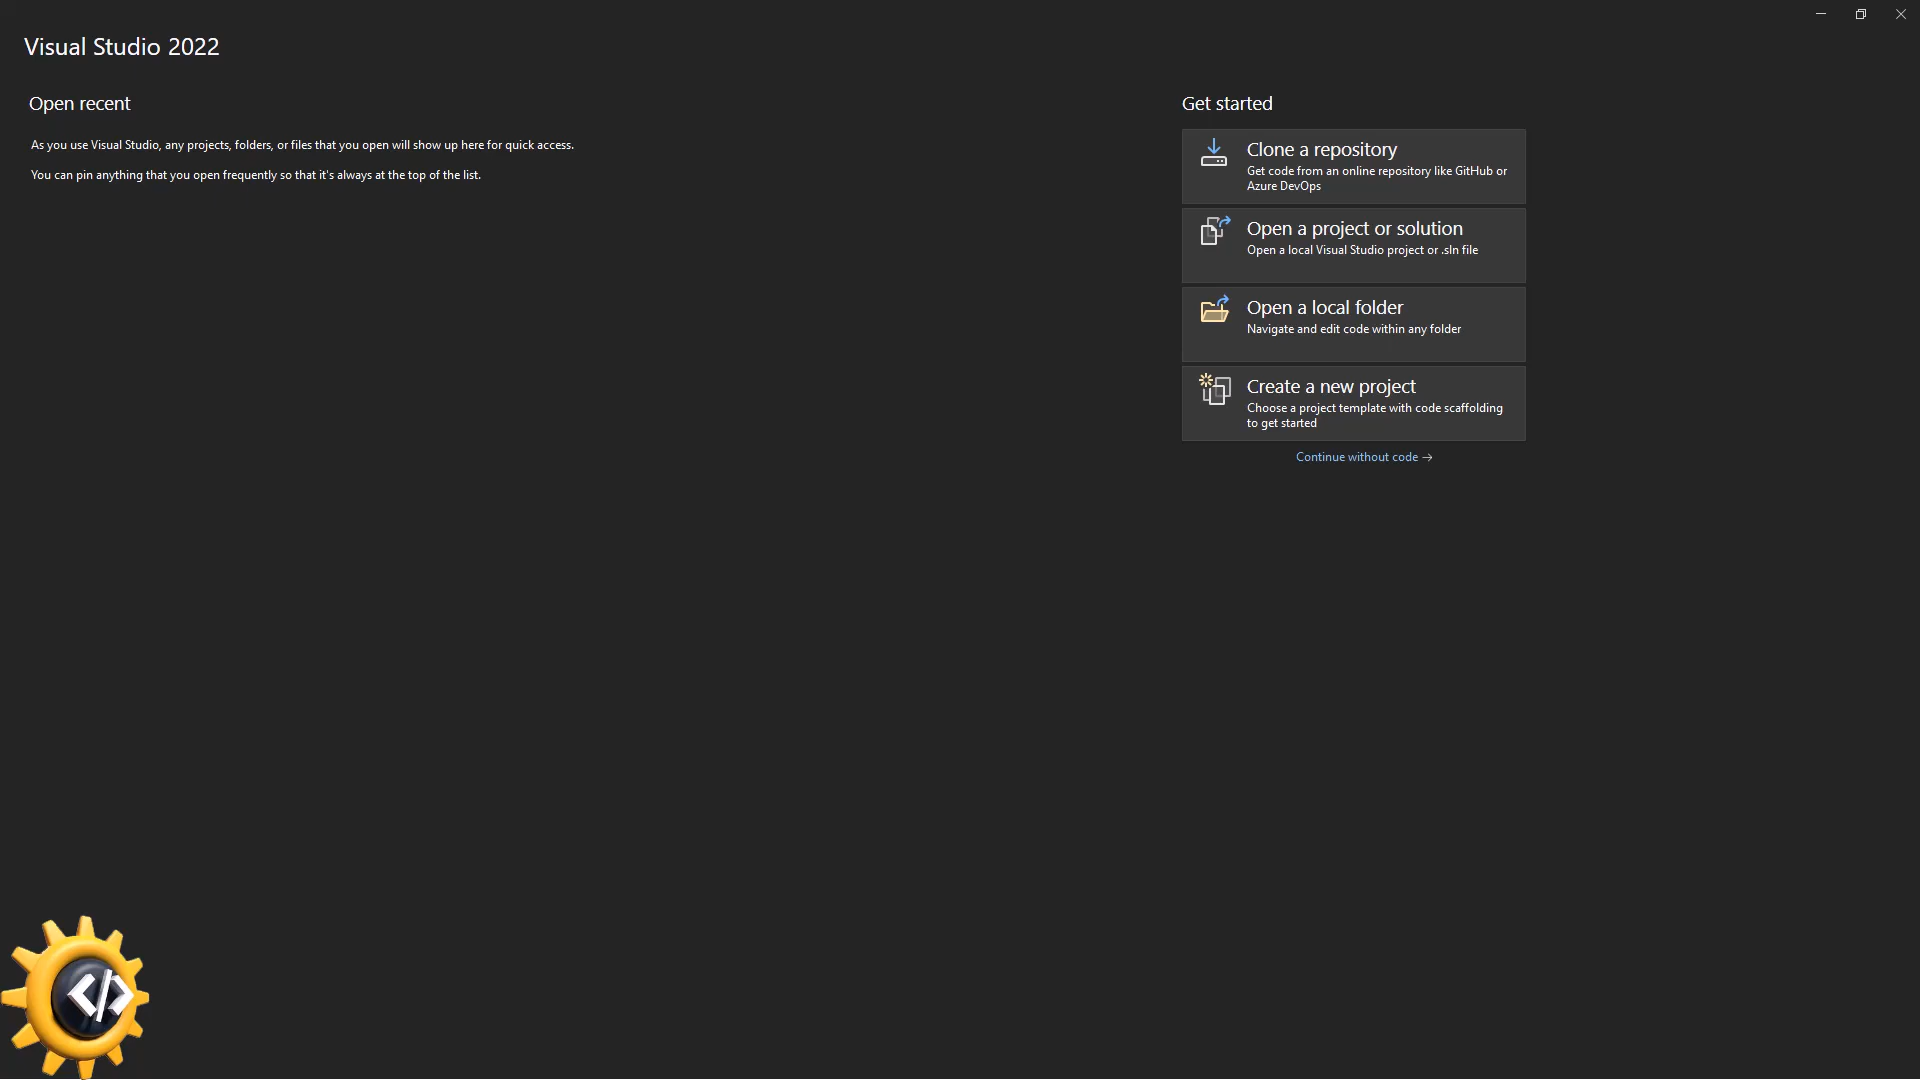 Visual Studio 2022
Open recent
As you use Visual Studio, any projects, folders, or files that you open will show up here for quick access.
You can pin anything that you open frequently so that it's always at the top of the list.
Get started
Clone a repository
Get code from an online repository like GitHub or
Azure DevOps
Open a project or solution
Open a local Visual Studio project or .sln file
Open a local folder
Navigate and edit code within any folder
Create a new project
Choose a project template with code scaffolding
to get started
Continue without code →
</>